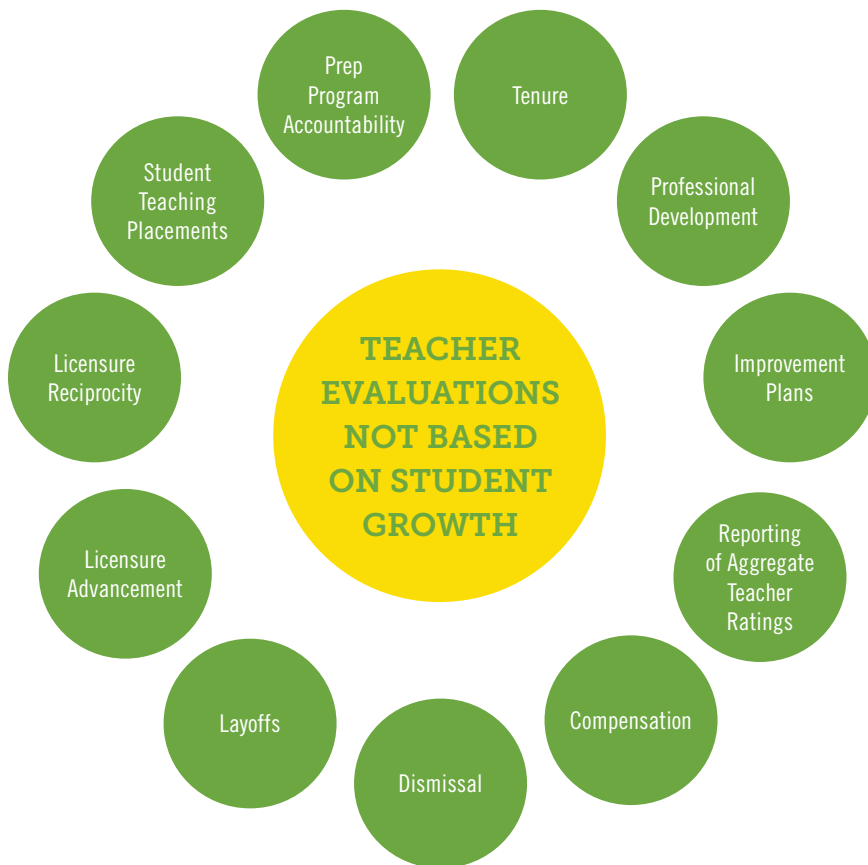 Prep
Program
Accountability
Tenure
Student
Teaching
Placements
Professional
Development
Licensure
Reciprocity
TEACHER
EVALUATIONS
NOT BASED
ON STUDENT
GROWTH
Improvement
Plans
Licensure
Advancement
Reporting
of Aggregate
Teacher
Ratings
Layoffs
Compensation
Dismissal